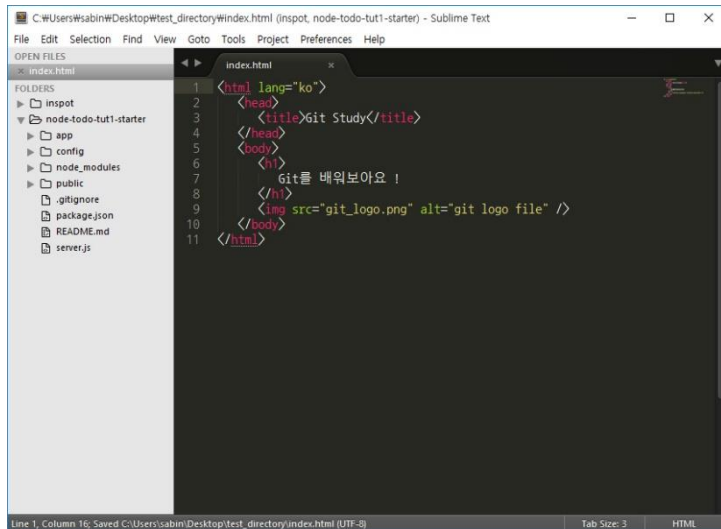 C:₩Users₩sabin₩Desktop₩test_directory₩index.html (inspot, node-todo-tut1-starter) - Sublime Text
File Edit Selection Find View Goto Tools Project Preferences Help
OPEN FILES
index.html
FOLDERS
inspot
node-todo-tut1-starter
app
config
node_modules
public
.gitignore
package.json
README.md
server.js
index.html
1 <html lang="ko">
2 <head>
3 <title>Git Study</title>
4 </head>
5 <body>
6 <h1>
7 Git를 배워보아요 !
8 </h1>
9 <img src="git_logo.png" alt="git logo file" />
10 </body>
11 </html>
Line 1, Column 16; Saved C:\Users\sabin\Desktop\test_directory\index.html (UTF-8) Tab Size: 3 HTML